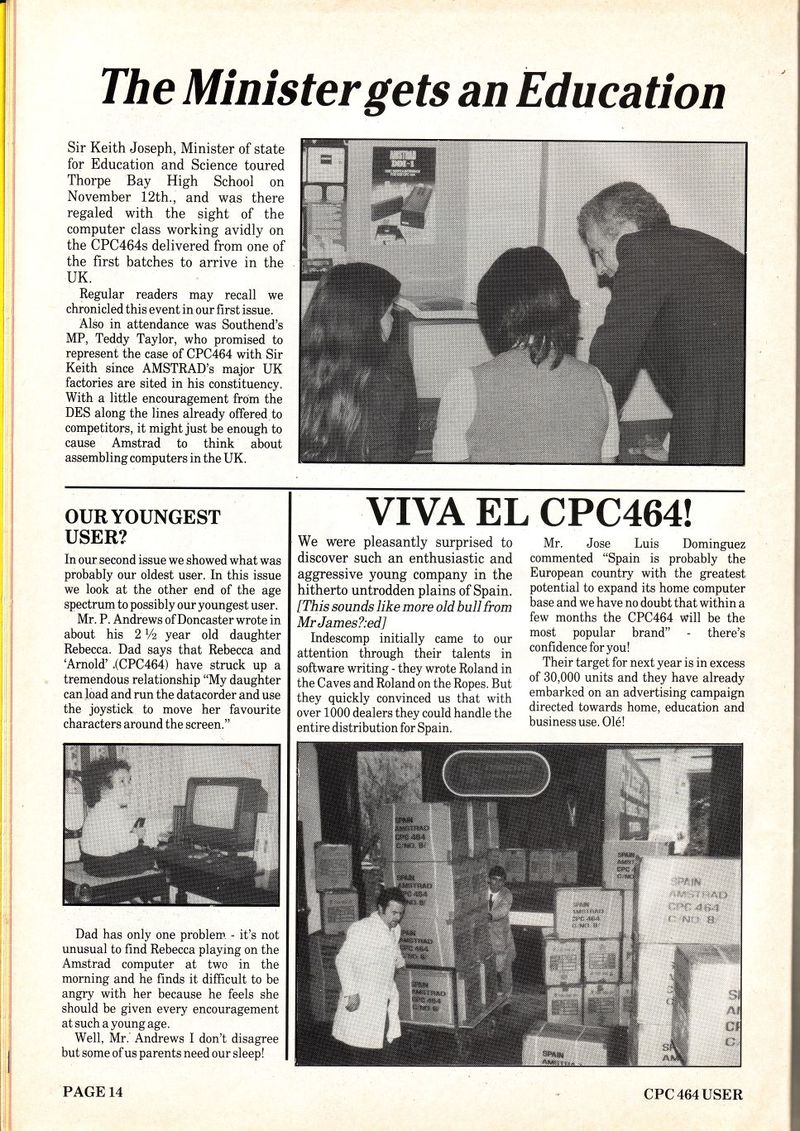 The Minister gets an Education
Sir Keith Joseph, Minister of state
for Education and Science toured
Thorpe Bay High School on
November 12th., and was there
regaled with the sight of the
computer class working avidly on
the CPC464s delivered from one of
the first batches to arrive in the
UK.
Regular readers may recall we
chronicled this event in our first issue.
Also in attendance was Southend's
MP, Teddy Taylor, who promised to
represent the case of CPC464 with Sir
Keith since AMSTRAD's major UK
factories are sited in his constituency.
With a little encouragement from the
DES along the lines already offered to
competitors, it might just be enough to
cause Amstrad to think about
assembling computers in the UK.
AMSTRAD
DDI-1
OUR YOUNGEST
USER?
In our second issue we showed what was
probably our oldest user. In this issue
we look at the other end of the age
spectrum to possibly our youngest user.
Mr. P. Andrews of Doncaster wrote in
about his 2 ½ year old daughter
Rebecca. Dad says that Rebecca and
'Arnold' (CPC464) have struck up a
tremendous relationship "My daughter
can load and run the datacorder and use
the joystick to move her favourite
characters around the screen."
Dad has only one problem - it's not
unusual to find Rebecca playing on the
Amstrad computer at two in the
morning and he finds it difficult to be
angry with her because he feels she
should be given every encouragement
at such a young age.
Well, Mr. Andrews I don't disagree
but some of us parents need our sleep!
VIVA EL CPC464!
We were pleasantly surprised to
discover such an enthusiastic and
aggressive young company in the
hitherto untrodden plains of Spain.
[This sounds like more old bull from
Mr James?:ed]
Indescomp initially came to our
attention through their talents in
software writing - they wrote Roland in
the Caves and Roland on the Ropes. But
they quickly convinced us that with
over 1000 dealers they could handle the
entire distribution for Spain.
Mr. Jose Luis Dominguez
commented "Spain is probably the
European country with the greatest
potential to expand its home computer
base and we have no doubt that within a
few months the CPC464 will be the
most popular brand" - there's
confidence for you!
Their target for next year is in excess
of 30,000 units and they have already
embarked on an advertising campaign
directed towards home, education and
business use. Olé!
SPAIN
AMSTRAD
CPC 464
C/NO. 8/
SPAIN
AMSTRAD
CPC 464
C/NO. 8/
SPAIN
AMSTRAD
CPC 464
C/NO. 8/
SPAIN
AMSTRAD
PAGE 14
CPC 464 USER